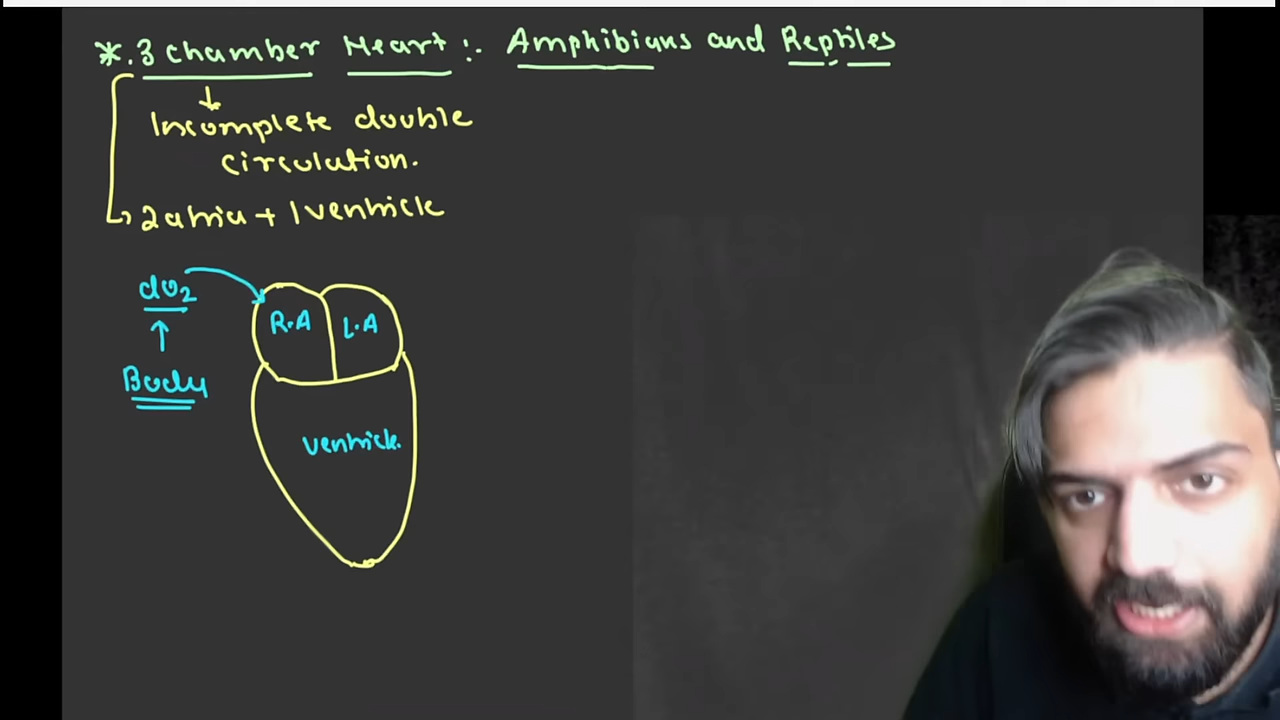 *. 3 chamber Heart :- Amphibians and Reptiles
Incomplete double
circulation.
2 atria + 1 ventricle
do₂
R.A L.A
Body
ventricle.